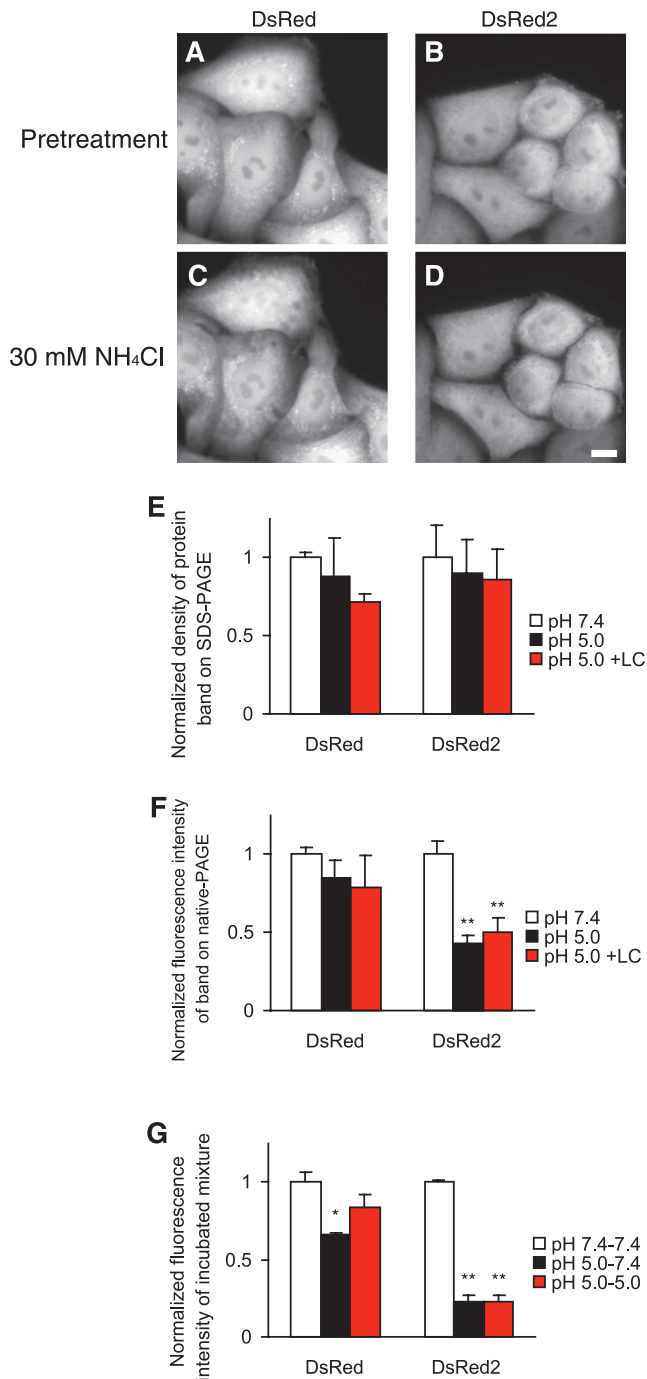 DsRed
DsRed2
A
B
Pretreatment
C
D
30 mM NH₄Cl
E
Normalized density of protein
band on SDS-PAGE
1
0.5
0
DsRed
DsRed2
pH 7.4
pH 5.0
pH 5.0 +LC
F
Normalized fluorescence intensity
of band on native-PAGE
1
0.5
0
**
**
DsRed
DsRed2
pH 7.4
pH 5.0
pH 5.0 +LC
G
Normalized fluorescence
intensity of incubated mixture
1
0.5
0
*
**
**
DsRed
DsRed2
pH 7.4-7.4
pH 5.0-7.4
pH 5.0-5.0